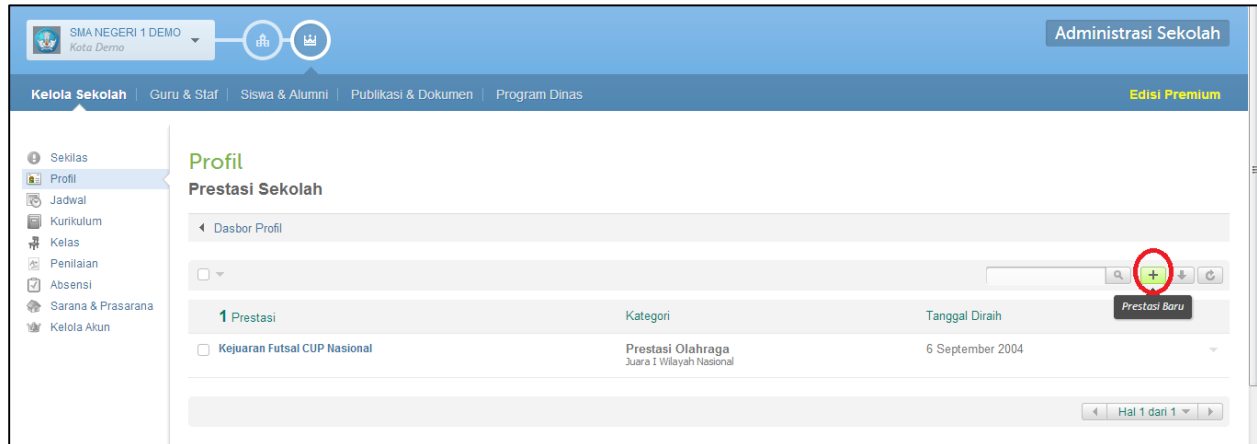 SMA NEGERI 1 DEMO
Kota Demo
Administrasi Sekolah
Kelola Sekolah | Guru & Staf | Siswa & Alumni | Publikasi & Dokumen | Program Dinas
Edisi Premium
Sekilas
Profil
Jadwal
Kurikulum
Kelas
Penilaian
Absensi
Sarana & Prasarana
Kelola Akun
Profil
Prestasi Sekolah
Dasbor Profil
Prestasi Baru
1 Prestasi Kategori Tanggal Diraih
Kejuaran Futsal CUP Nasional Prestasi Olahraga 6 September 2004
Juara I Wilayah Nasional
Hal 1 dari 1